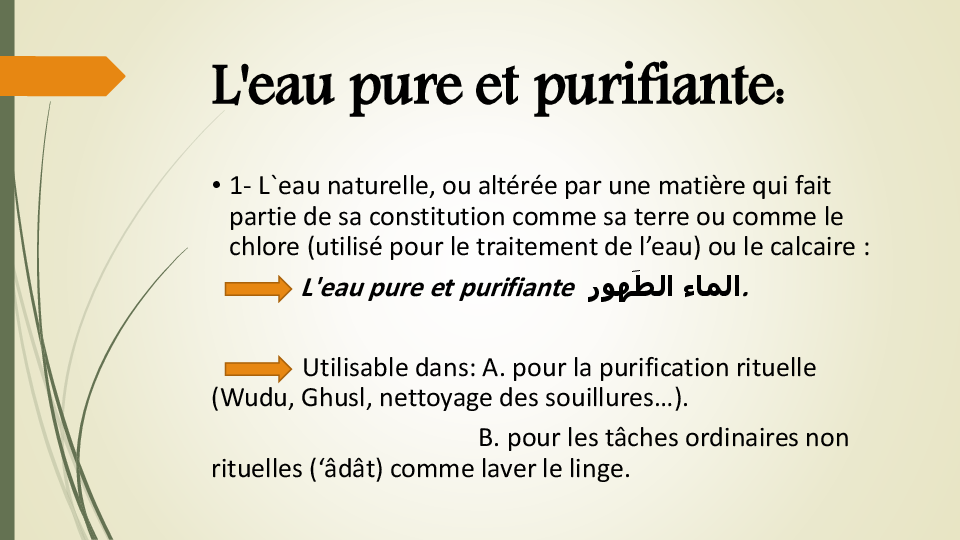 L'eau pure et purifiante:
• 1- L`eau naturelle, ou altérée par une matière qui fait
partie de sa constitution comme sa terre ou comme le
chlore (utilisé pour le traitement de l’eau) ou le calcaire :
L'eau pure et purifiante الماء الطَهور.
Utilisable dans: A. pour la purification rituelle
(Wudu, Ghusl, nettoyage des souillures…).
B. pour les tâches ordinaires non
rituelles (‘âdât) comme laver le linge.